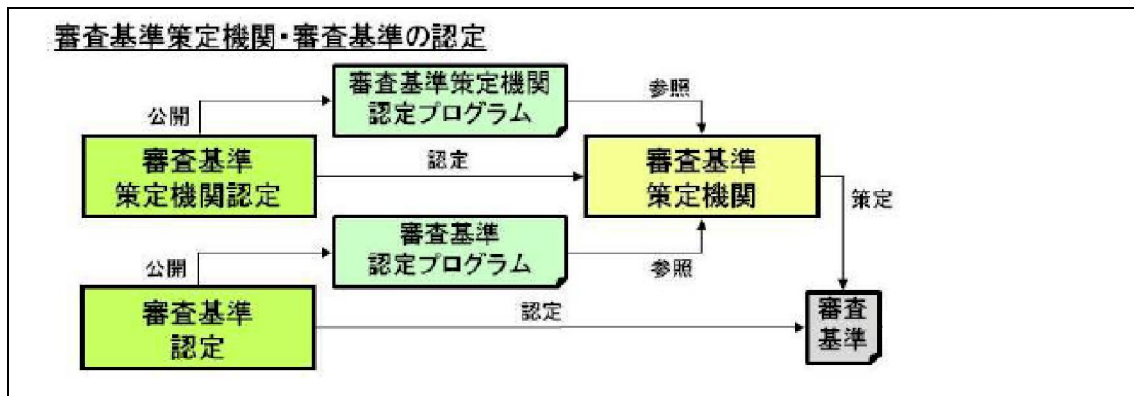 審査基準策定機関・審査基準の認定
審査基準策定機関
認定プログラム
参照
公開
審査基準
策定機関認定
認定
審査基準
策定機関
策定
審査基準
認定プログラム
公開
参照
審査基準
認定
認定
審査
基準